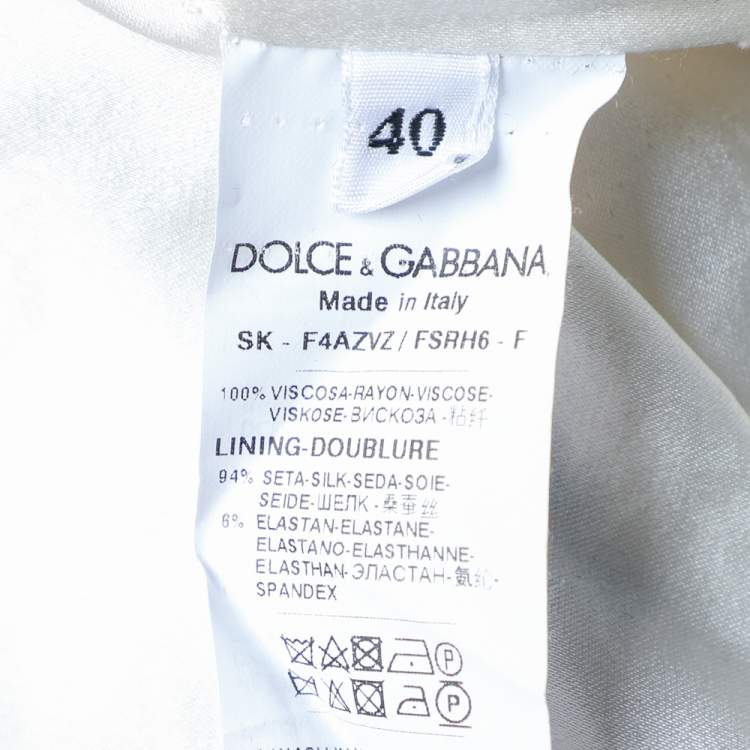 40
DOLCE & GABBANA
Made in Italy
SK - F4AZVZ / FSRH6 - F
100% VISCOSA-RAYON-VISCOSE-
VISKOSE-ВИСКОЗА-粘纤
LINING-DOUBLURE
94% SETA-SILK-SEDA-SOIE-
SEIDE-ШЕЛК-桑蚕丝
6% ELASTAN-ELASTANE-
ELASTANO-ELASTHANNE-
ELASTHAN-ЭЛАСТАН-氨纶-
SPANDEX
P
P